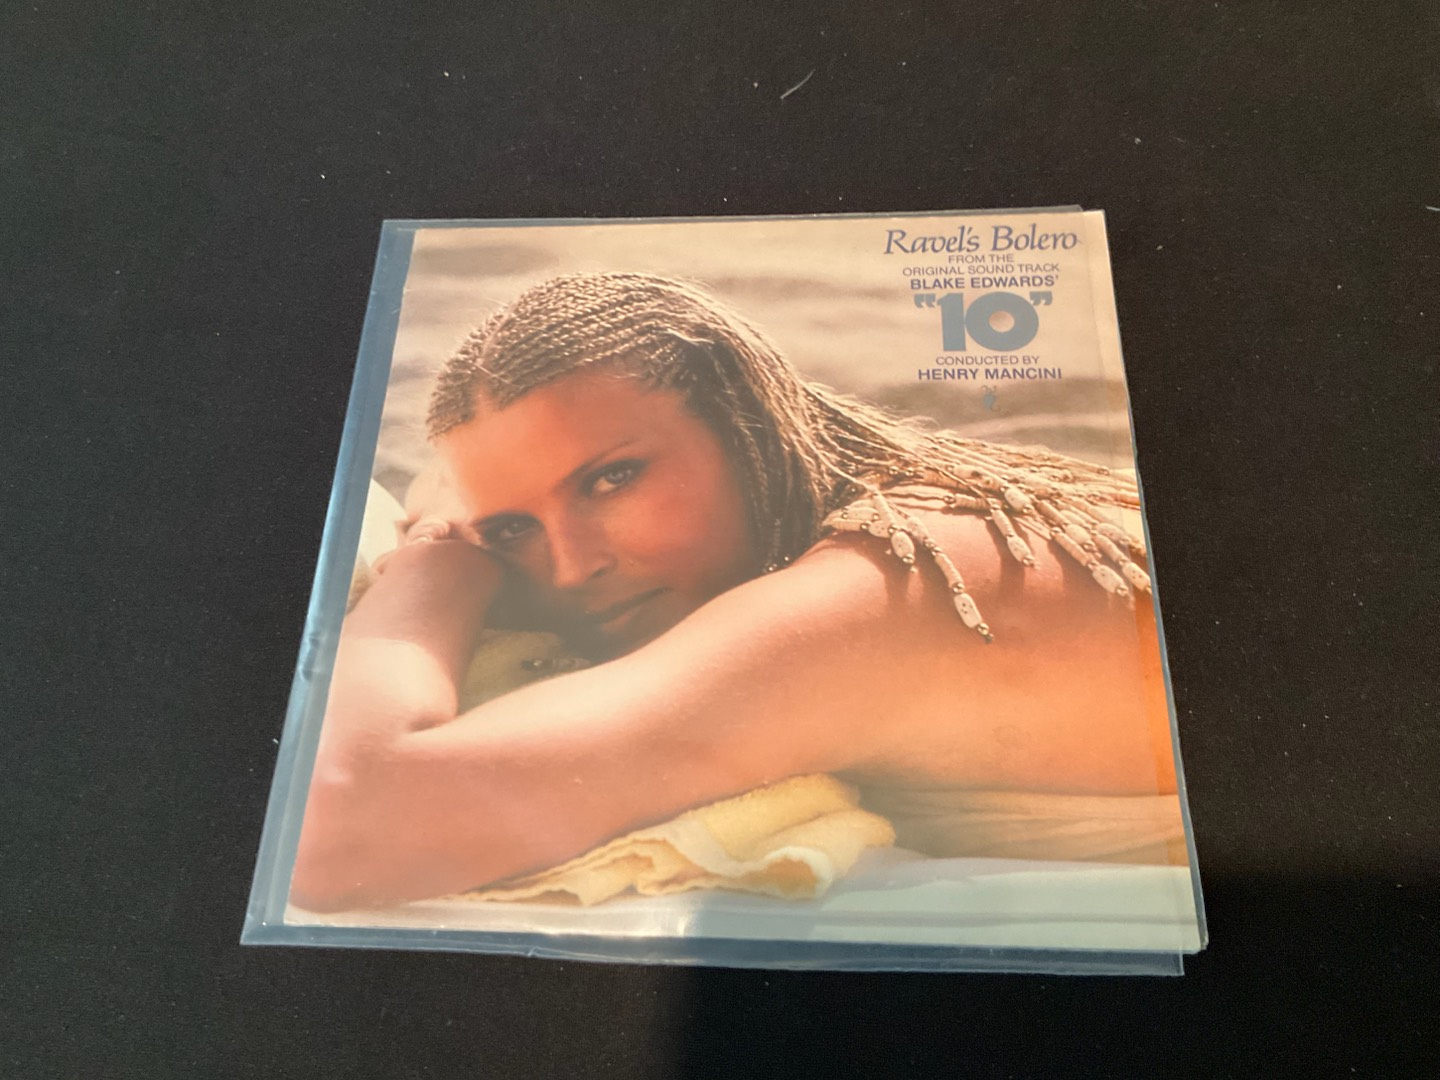 Ravel's Bolero
FROM THE
ORIGINAL SOUND TRACK
BLAKE EDWARDS'
"10"
CONDUCTED BY
HENRY MANCINI